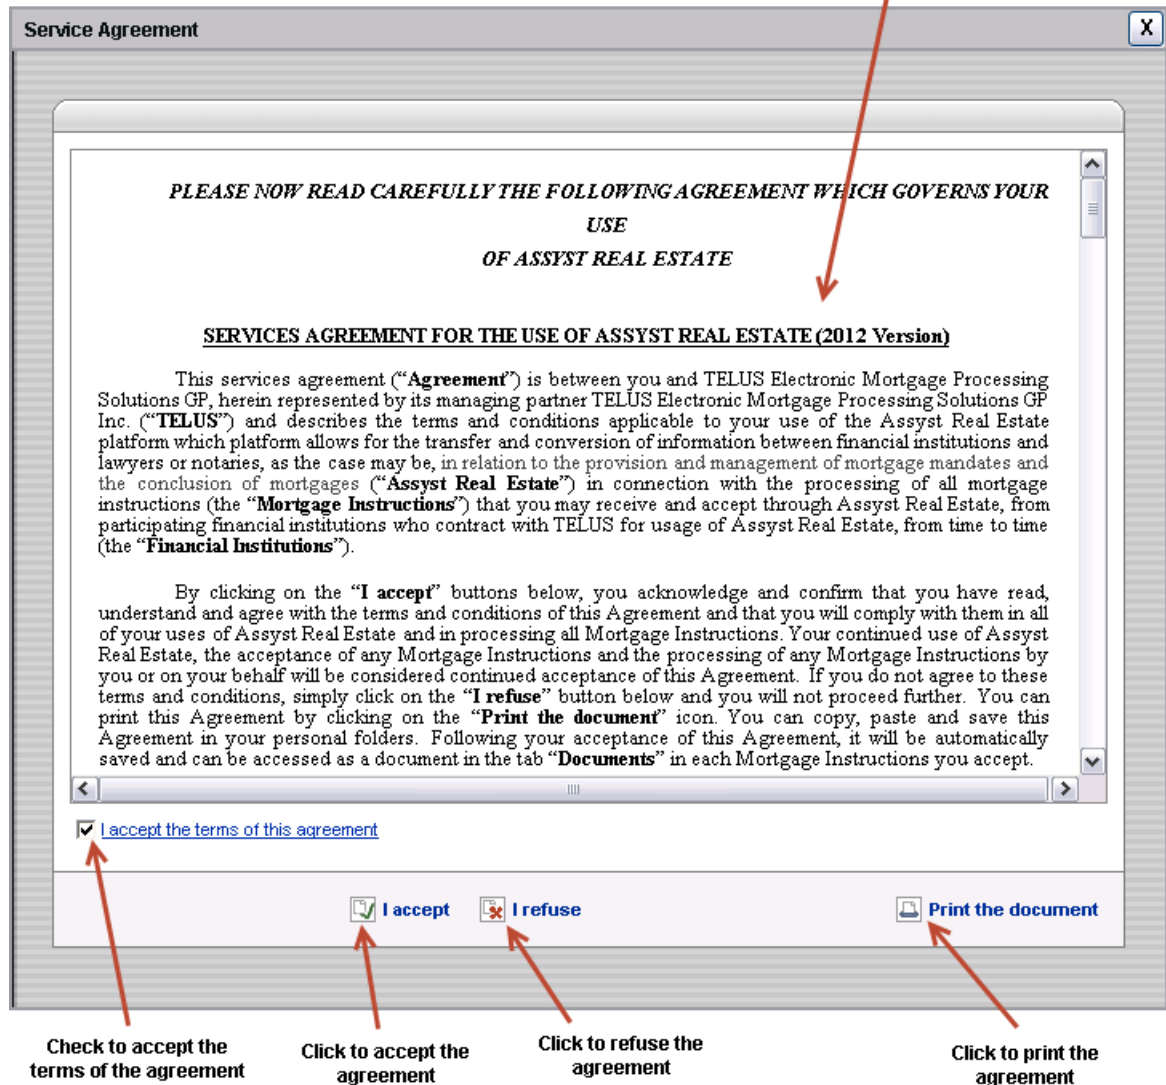 Service Agreement
X
PLEASE NOW READ CAREFULLY THE FOLLOWING AGREEMENT WHICH GOVERNS YOUR
USE
OF ASSYST REAL ESTATE
SERVICES AGREEMENT FOR THE USE OF ASSYST REAL ESTATE (2012 Version)
This services agreement (“Agreement”) is between you and TELUS Electronic Mortgage Processing
Solutions GP, herein represented by its managing partner TELUS Electronic Mortgage Processing Solutions GP
Inc. (“TELUS”) and describes the terms and conditions applicable to your use of the Assyst Real Estate
platform which platform allows for the transfer and conversion of information between financial institutions and
lawyers or notaries, as the case may be, in relation to the provision and management of mortgage mandates and
the conclusion of mortgages (“Assyst Real Estate”) in connection with the processing of all mortgage
instructions (the “Mortgage Instructions”) that you may receive and accept through Assyst Real Estate, from
participating financial institutions who contract with TELUS for usage of Assyst Real Estate, from time to time
(the “Financial Institutions”).
By clicking on the “I accept” buttons below, you acknowledge and confirm that you have read,
understand and agree with the terms and conditions of this Agreement and that you will comply with them in all
of your uses of Assyst Real Estate and in processing all Mortgage Instructions. Your continued use of Assyst
Real Estate, the acceptance of any Mortgage Instructions and the processing of any Mortgage Instructions by
you or on your behalf will be considered continued acceptance of this Agreement. If you do not agree to these
terms and conditions, simply click on the “I refuse” button below and you will not proceed further. You can
print this Agreement by clicking on the “Print the document” icon. You can copy, paste and save this
Agreement in your personal folders. Following your acceptance of this Agreement, it will be automatically
saved and can be accessed as a document in the tab “Documents” in each Mortgage Instructions you accept.
I accept the terms of this agreement
I accept I refuse Print the document
Check to accept the
terms of the agreement
Click to accept the
agreement
Click to refuse the
agreement
Click to print the
agreement